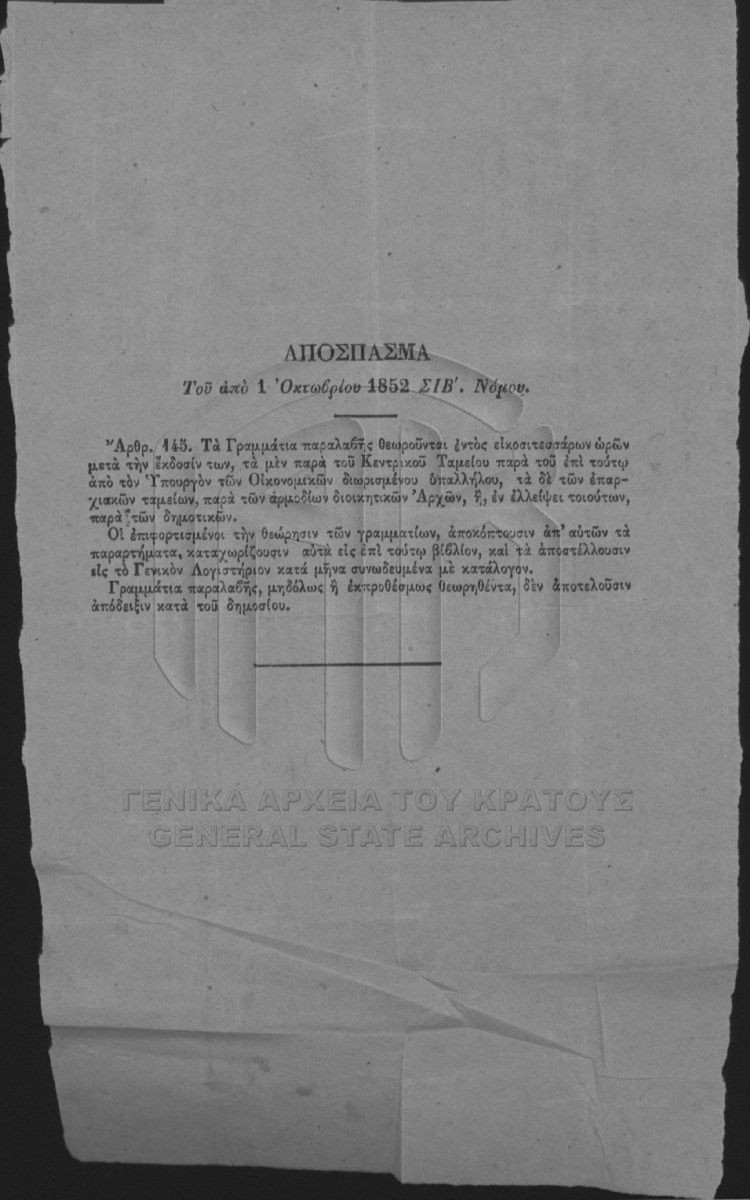 ΑΠΟΣΠΑΣΜΑ
Τοῦ ἀπὸ 1 Ὀκτωβρίου 1852 ΣΙΒʹ. Νόμου.
Ἄρθρ. 145. Τὰ Γραμμάτια παραλαβῆς θεωροῦνται ἐντὸς εἰκοσιτεσσάρων ὡρῶν
μετὰ τὴν ἔκδοσίν των, τὰ μὲν παρὰ τοῦ Κεντρικοῦ Ταμείου παρὰ τοῦ ἐπὶ τούτῳ
ἀπὸ τὸν Ὑπουργὸν τῶν Οἰκονομικῶν διωρισμένου ὑπαλλήλου, τὰ δὲ τῶν ἐπαρ-
χιακῶν ταμείων, παρὰ τῶν ἁρμοδίων διοικητικῶν Ἀρχῶν, ἢ, ἐν ἐλλείψει τοιούτων,
παρὰ τῶν δημοτικῶν.
Οἱ ἐπιφορτισμένοι τὴν θεώρησιν τῶν γραμματίων, ἀποκόπτουσιν ἀπ' αὐτῶν τὰ
παραρτήματα, καταχωρίζουσιν αὐτὰ εἰς ἐπὶ τούτῳ βιβλίον, καὶ τὰ ἀποστέλλουσιν
εἰς τὸ Γενικὸν Λογιστήριον κατὰ μῆνα συνωδευμένα μὲ κατάλογον.
Γραμμάτια παραλαβῆς, μηδόλως ἢ ἐκπροθέσμως θεωρηθέντα, δὲν ἀποτελοῦσιν
ἀπόδειξιν κατὰ τοῦ δημοσίου.
ΓΕΝΙΚΑ ΑΡΧΕΙΑ ΤΟΥ ΚΡΑΤΟΥΣ
GENERAL STATE ARCHIVES